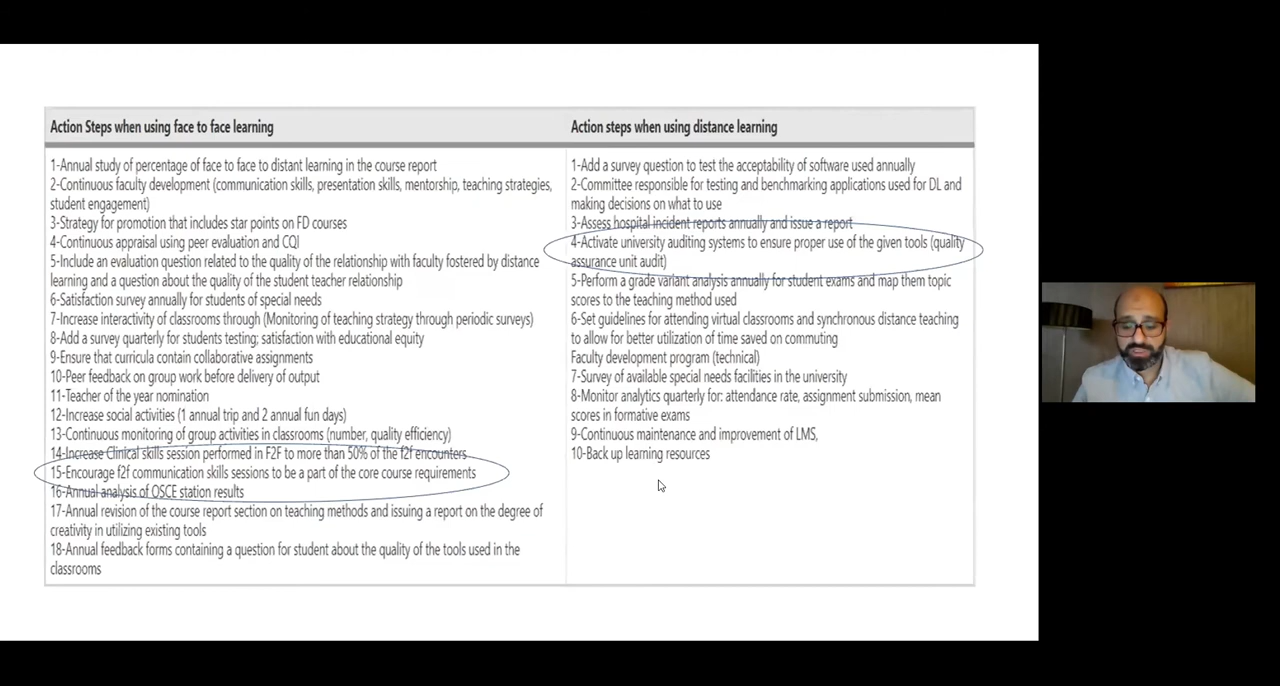 Action Steps when using face to face learning
1-Annual study of percentage of face to face to distant learning in the course report
2-Continuous faculty development (communication skills, presentation skills, mentorship, teaching strategies,
student engagement)
3-Strategy for promotion that includes star points on FD courses
4-Continuous appraisal using peer evaluation and CQI
5-Include an evaluation question related to the quality of the relationship with faculty fostered by distance
learning and a question about the quality of the student teacher relationship
6-Satisfaction survey annually for students of special needs
7-Increase interactivity of classrooms through (Monitoring of teaching strategy through periodic surveys)
8-Add a survey quarterly for students testing; satisfaction with educational equity
9-Ensure that curricula contain collaborative assignments
10-Peer feedback on group work before delivery of output
11-Teacher of the year nomination
12-Increase social activities (1 annual trip and 2 annual fun days)
13-Continuous monitoring of group activities in classrooms (number, quality efficiency)
14-Increase Clinical skills session performed in F2F to more than 50% of the f2f encounters
15-Encourage f2f communication skills sessions to be a part of the core course requirements
16-Annual analysis of OSCE station results
17-Annual revision of the course report section on teaching methods and issuing a report on the degree of
creativity in utilizing existing tools
18-Annual feedback forms containing a question for student about the quality of the tools used in the
classrooms
Action steps when using distance learning
1-Add a survey question to test the acceptability of software used annually
2-Committee responsible for testing and benchmarking applications used for DL and
making decisions on what to use
3-Assess hospital incident reports annually and issue a report
4-Activate university auditing systems to ensure proper use of the given tools (quality
assurance unit audit)
5-Perform a grade variant analysis annually for student exams and map them topic
scores to the teaching method used
6-Set guidelines for attending virtual classrooms and synchronous distance teaching
to allow for better utilization of time saved on commuting
Faculty development program (technical)
7-Survey of available special needs facilities in the university
8-Monitor analytics quarterly for: attendance rate, assignment submission, mean
scores in formative exams
9-Continuous maintenance and improvement of LMS,
10-Back up learning resources